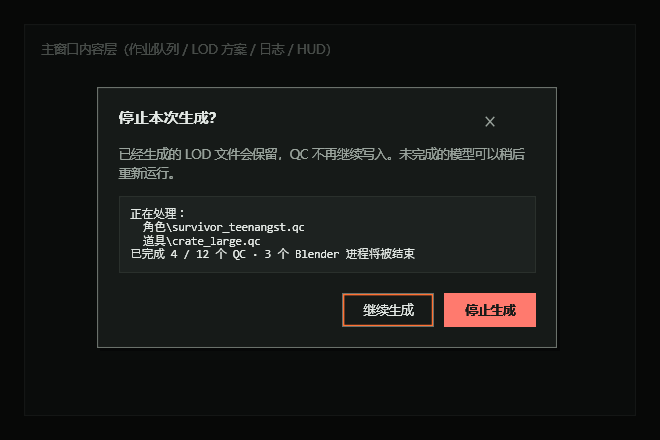 主窗口内容层（作业队列 / LOD 方案 / 日志 / HUD）
停止本次生成？
×
已经生成的 LOD 文件会保留，QC 不再继续写入。未完成的模型可以稍后
重新运行。
正在处理：
角色\survivor_teenangst.qc
道具\crate_large.qc
已完成 4 / 12 个 QC · 3 个 Blender 进程将被结束
继续生成
停止生成